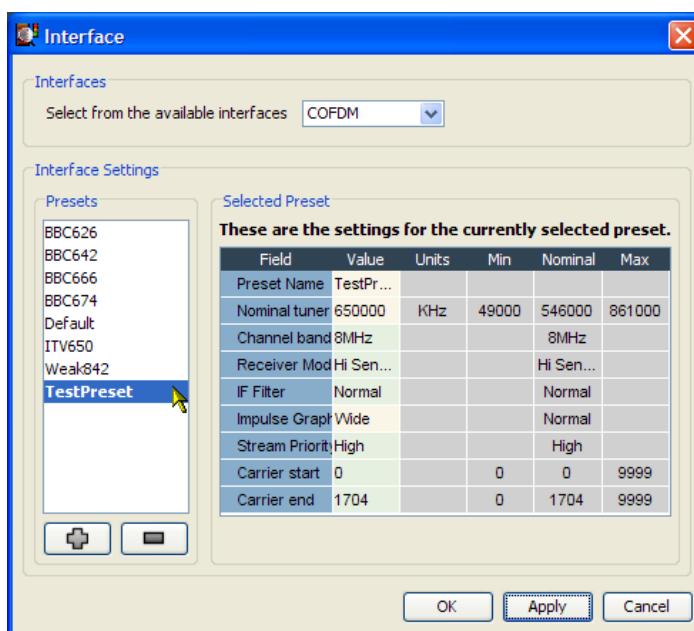 Interface
Interfaces
Select from the available interfaces COFDM
Interface Settings
Presets
BBC626
BBC642
BBC666
BBC674
Default
ITV650
Weak842
TestPreset
Selected Preset
These are the settings for the currently selected preset.
Field Value Units Min Nominal Max
Preset Name TestPr...
Nominal tuner 650000 KHz 49000 546000 861000
Channel band 8MHz 8MHz
Receiver Mod Hi Sen... Hi Sen...
IF Filter Normal Normal
Impulse Graph Wide Normal
Stream Priorit High High
Carrier start 0 0 0 9999
Carrier end 1704 0 1704 9999
OK Apply Cancel